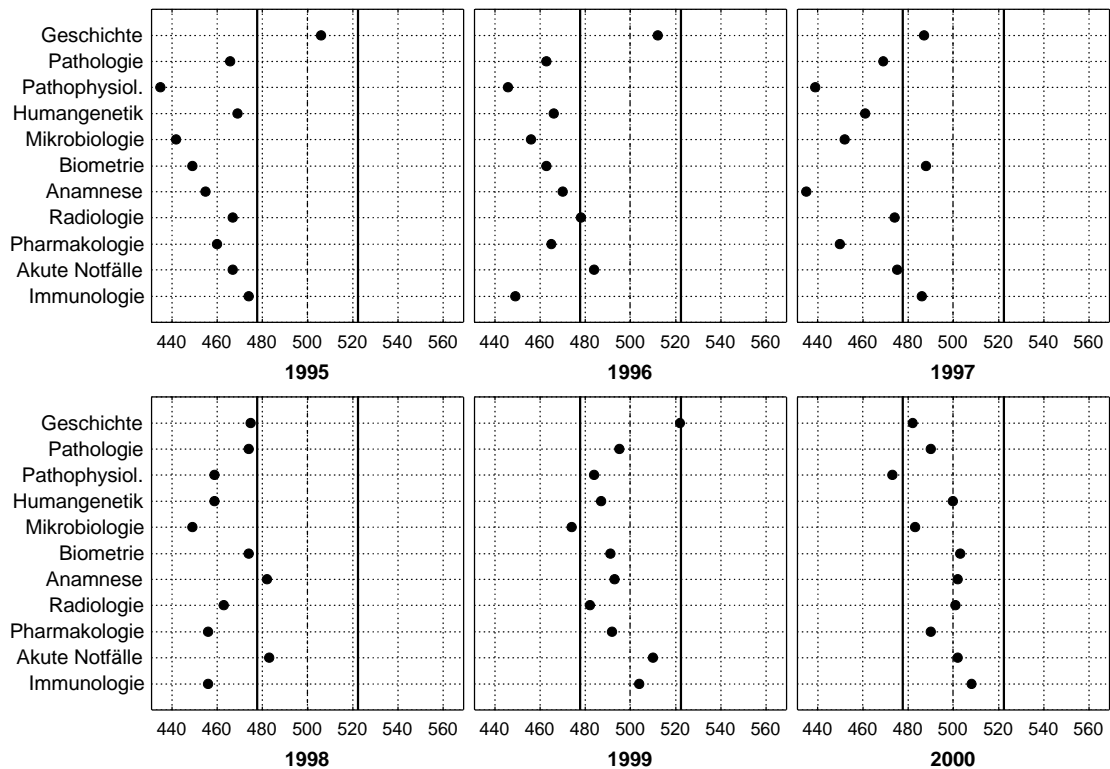 Geschichte
Pathologie
Pathophysiol.
Humangenetik
Mikrobiologie
Biometrie
Anamnese
Radiologie
Pharmakologie
Akute Notfälle
Immunologie
440 460 480 500 520 540 560 440 460 480 500 520 540 560 440 460 480 500 520 540 560
1995 1996 1997
Geschichte
Pathologie
Pathophysiol.
Humangenetik
Mikrobiologie
Biometrie
Anamnese
Radiologie
Pharmakologie
Akute Notfälle
Immunologie
440 460 480 500 520 540 560 440 460 480 500 520 540 560 440 460 480 500 520 540 560
1998 1999 2000